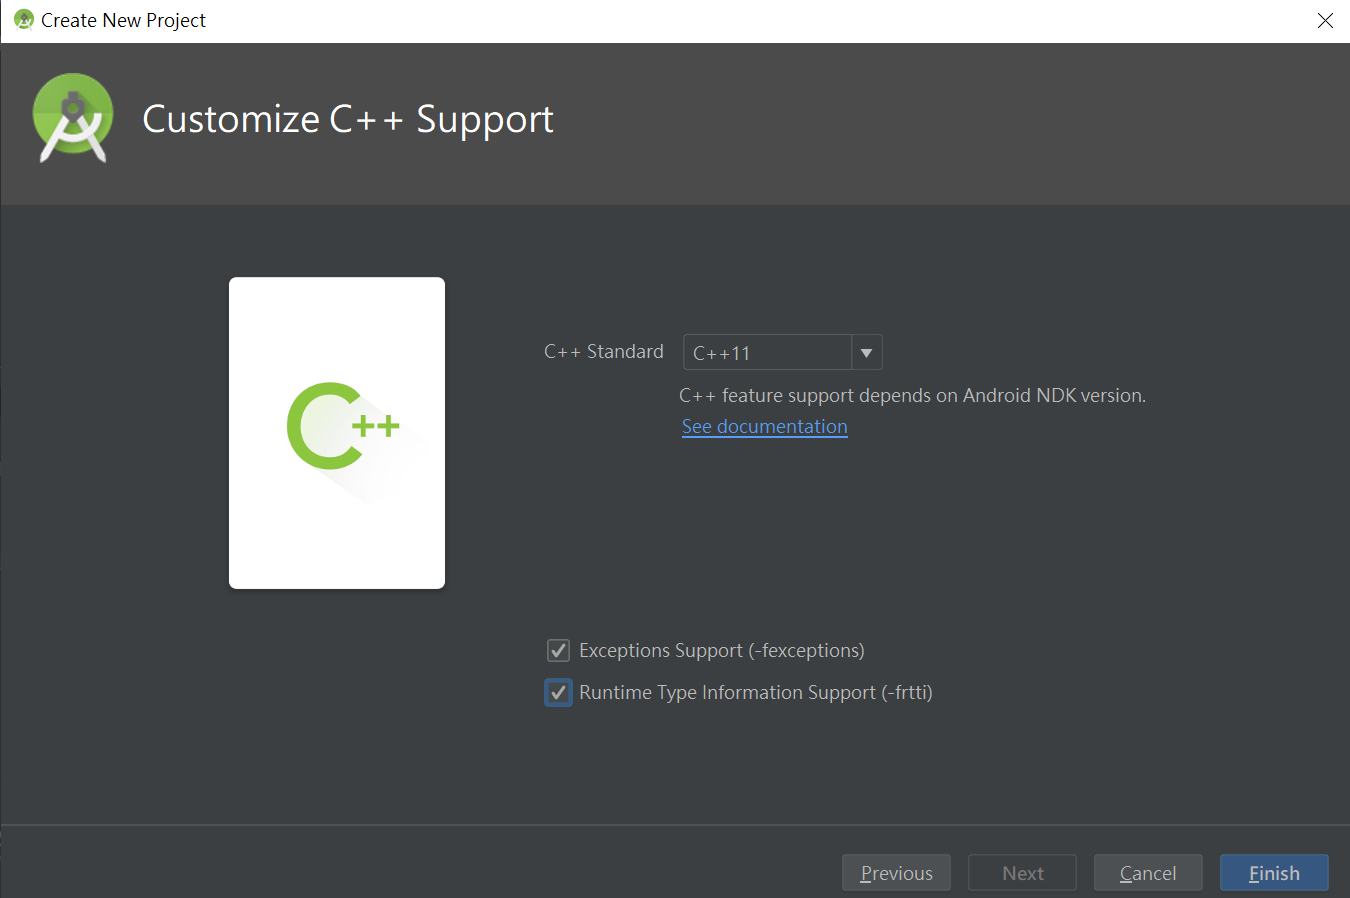 Create New Project
Customize C++ Support
C++
C++ Standard C++11
C++ feature support depends on Android NDK version.
See documentation
Exceptions Support (-fexceptions)
Runtime Type Information Support (-frtti)
Previous Next Cancel Finish